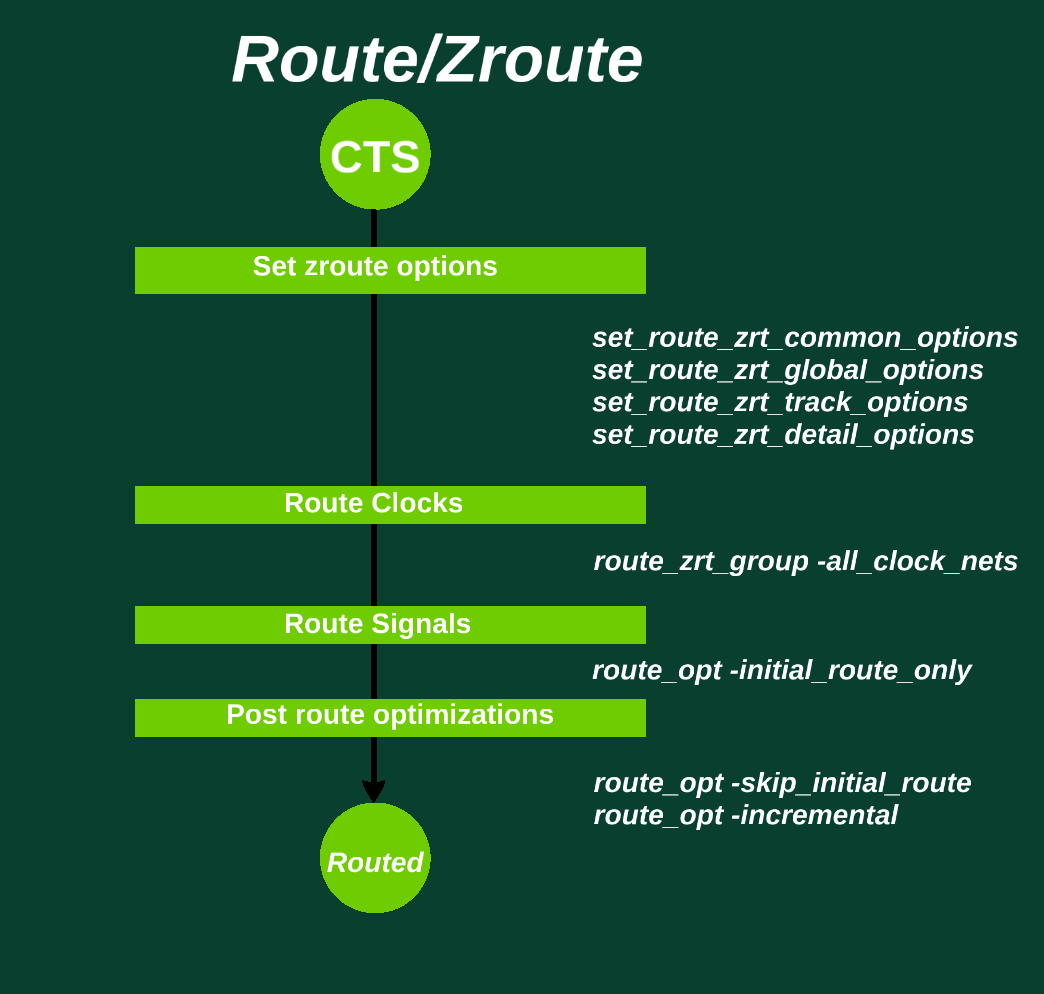 Route/Zroute
CTS
Set zroute options
set_route_zrt_common_options
set_route_zrt_global_options
set_route_zrt_track_options
set_route_zrt_detail_options
Route Clocks
route_zrt_group -all_clock_nets
Route Signals
route_opt -initial_route_only
Post route optimizations
route_opt -skip_initial_route
route_opt -incremental
Routed